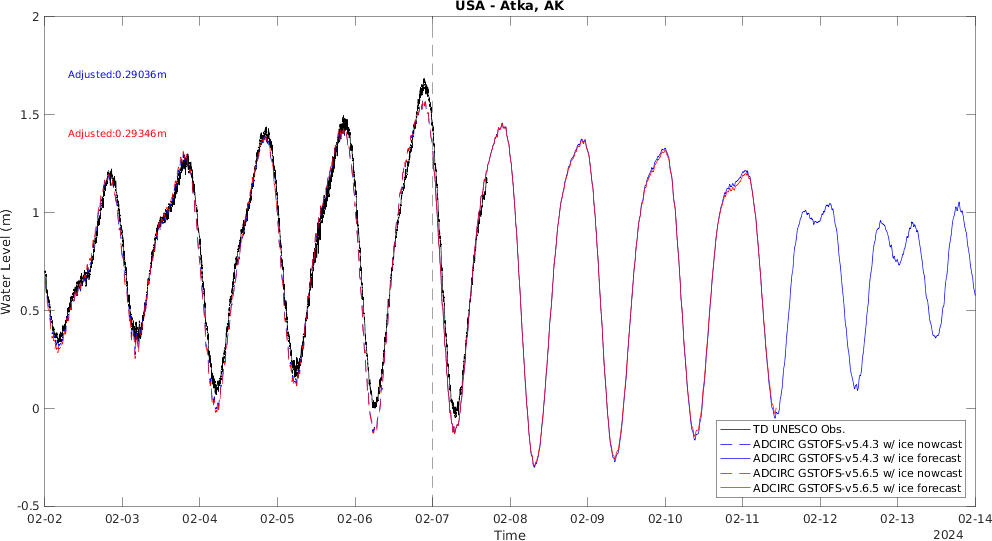 USA - Atka, AK
2
Adjusted:0.29036m
1.5
Adjusted:0.29346m
1
Water Level (m)
0.5
0
-0.5
TD UNESCO Obs.
ADCIRC GSTOFS-v5.4.3 w/ ice nowcast
ADCIRC GSTOFS-v5.4.3 w/ ice forecast
ADCIRC GSTOFS-v5.6.5 w/ ice nowcast
ADCIRC GSTOFS-v5.6.5 w/ ice forecast
02-02 02-03 02-04 02-05 02-06 02-07 02-08 02-09 02-10 02-11 02-12 02-13 02-14
Time
2024